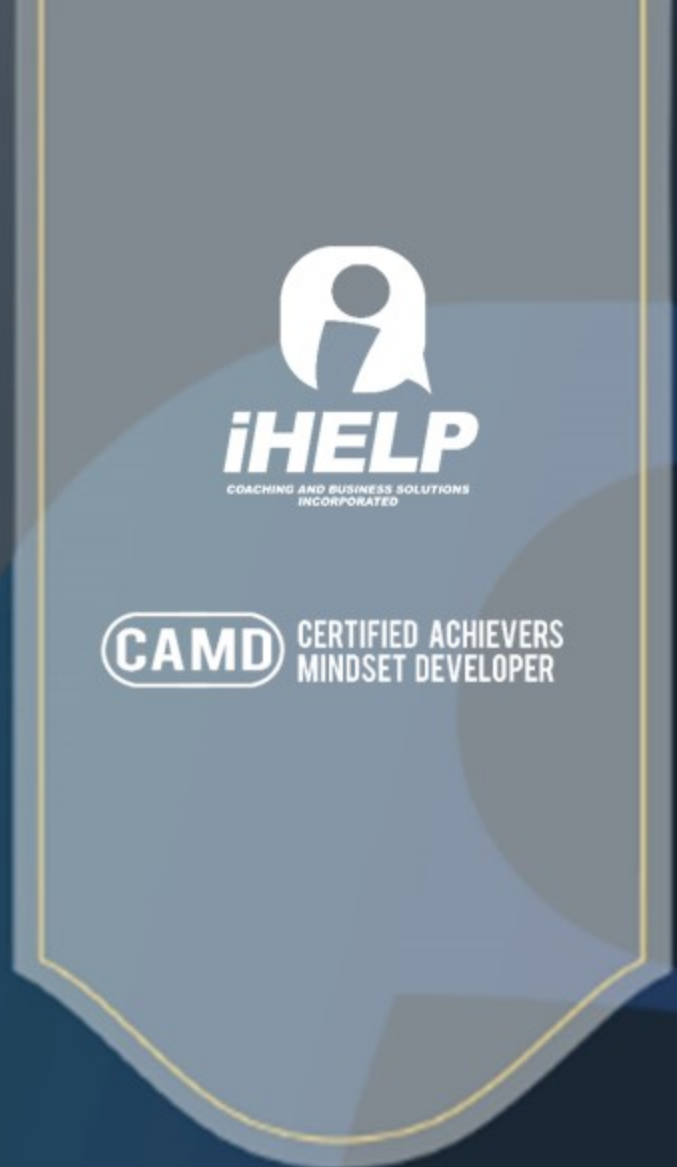 iHELP
COACHING AND BUSINESS SOLUTIONS
INCORPORATED
CAMD
CERTIFIED ACHIEVERS
MINDSET DEVELOPER